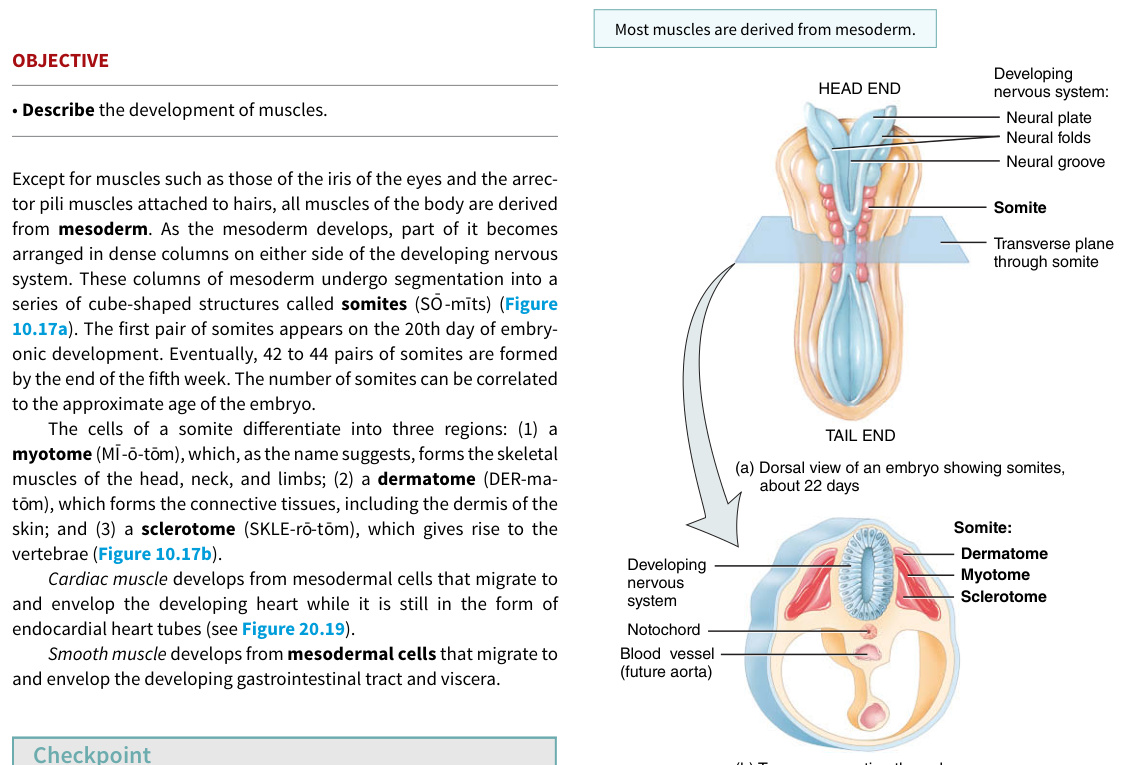 OBJECTIVE
• Describe the development of muscles.
Except for muscles such as those of the iris of the eyes and the arrec-
tor pili muscles attached to hairs, all muscles of the body are derived
from mesoderm. As the mesoderm develops, part of it becomes
arranged in dense columns on either side of the developing nervous
system. These columns of mesoderm undergo segmentation into a
series of cube-shaped structures called somites (SŌ-mīts) (Figure
10.17a). The first pair of somites appears on the 20th day of embry-
onic development. Eventually, 42 to 44 pairs of somites are formed
by the end of the fifth week. The number of somites can be correlated
to the approximate age of the embryo.
The cells of a somite differentiate into three regions: (1) a
myotome (MĪ-ō-tōm), which, as the name suggests, forms the skeletal
muscles of the head, neck, and limbs; (2) a dermatome (DER-ma-
tōm), which forms the connective tissues, including the dermis of the
skin; and (3) a sclerotome (SKLE-rō-tōm), which gives rise to the
vertebrae (Figure 10.17b).
Cardiac muscle develops from mesodermal cells that migrate to
and envelop the developing heart while it is still in the form of
endocardial heart tubes (see Figure 20.19).
Smooth muscle develops from mesodermal cells that migrate to
and envelop the developing gastrointestinal tract and viscera.
Checkpoint
Most muscles are derived from mesoderm.
HEAD END
Developing
nervous system:
Neural plate
Neural folds
Neural groove
Somite
Transverse plane
through somite
TAIL END
(a) Dorsal view of an embryo showing somites,
about 22 days
Somite:
Dermatome
Myotome
Sclerotome
Developing
nervous
system
Notochord
Blood vessel
(future aorta)